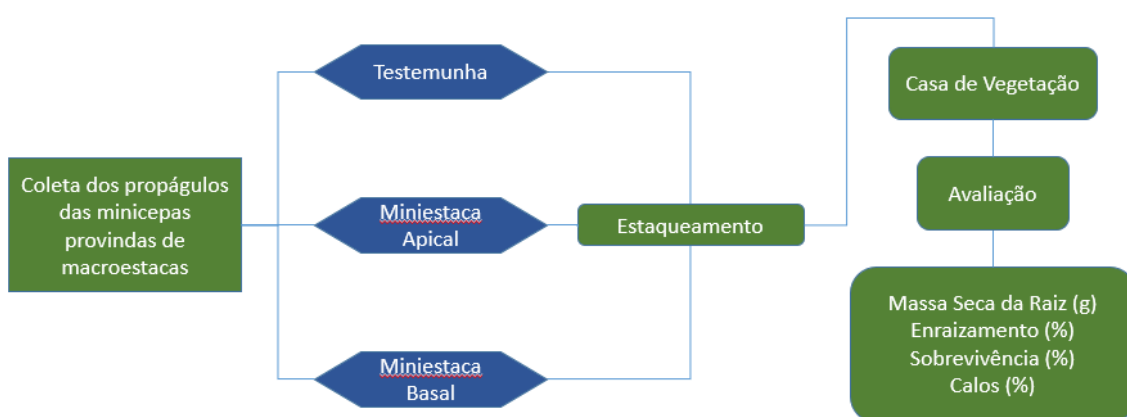 Coleta dos propágulos
das minicepas
provindas de
macroestacas
Testemunha
Miniestaca
Apical
Miniestaca
Basal
Estaqueamento
Casa de Vegetação
Avaliação
Massa Seca da Raiz (g)
Enraizamento (%)
Sobrevivência (%)
Calos (%)